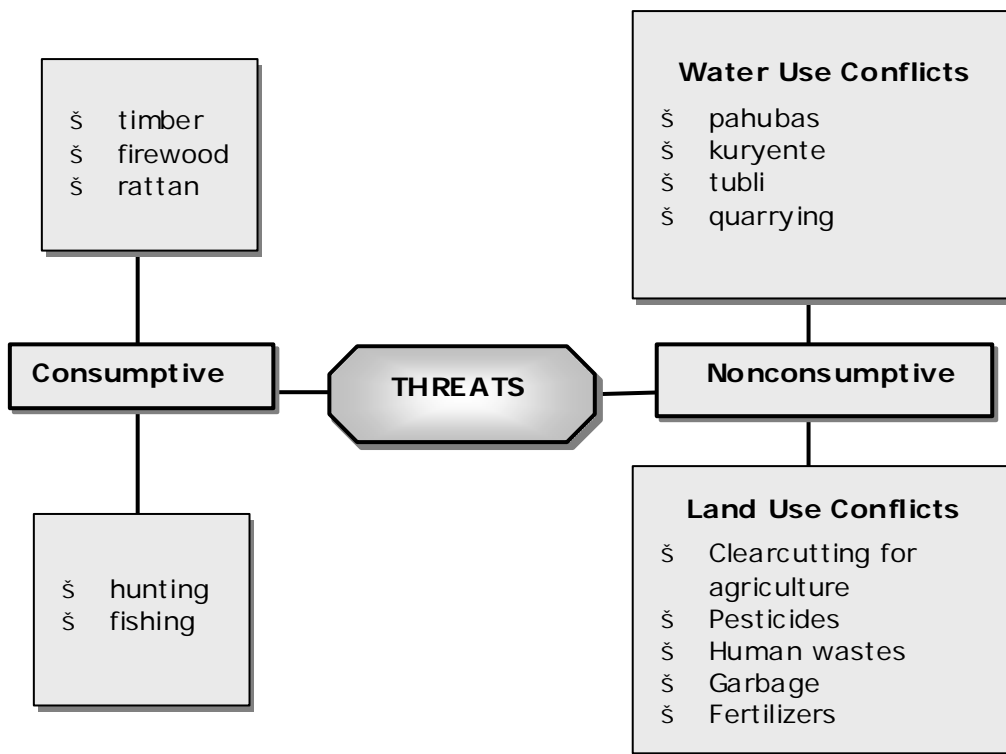 š timber
š firewood
š rattan
Consumptive
š hunting
š fishing
THREATS
Water Use Conflicts
š pahubas
š kuryente
š tubli
š quarrying
Nonconsumptive
Land Use Conflicts
š Clearcutting for
agriculture
š Pesticides
š Human wastes
š Garbage
š Fertilizers